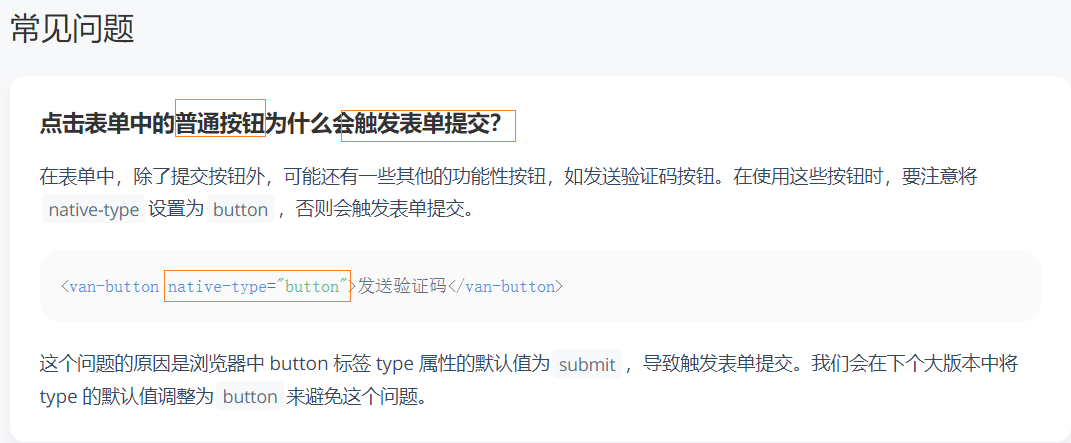 常见问题
点击表单中的普通按钮为什么会触发表单提交？
在表单中，除了提交按钮外，可能还有一些其他的功能性按钮，如发送验证码按钮。在使用这些按钮时，要注意将
native-type 设置为 button ，否则会触发表单提交。
<van-button native-type="button">发送验证码</van-button>
这个问题的原因是浏览器中 button 标签 type 属性的默认值为 submit ，导致触发表单提交。我们会在下个大版本中将
type 的默认值调整为 button 来避免这个问题。